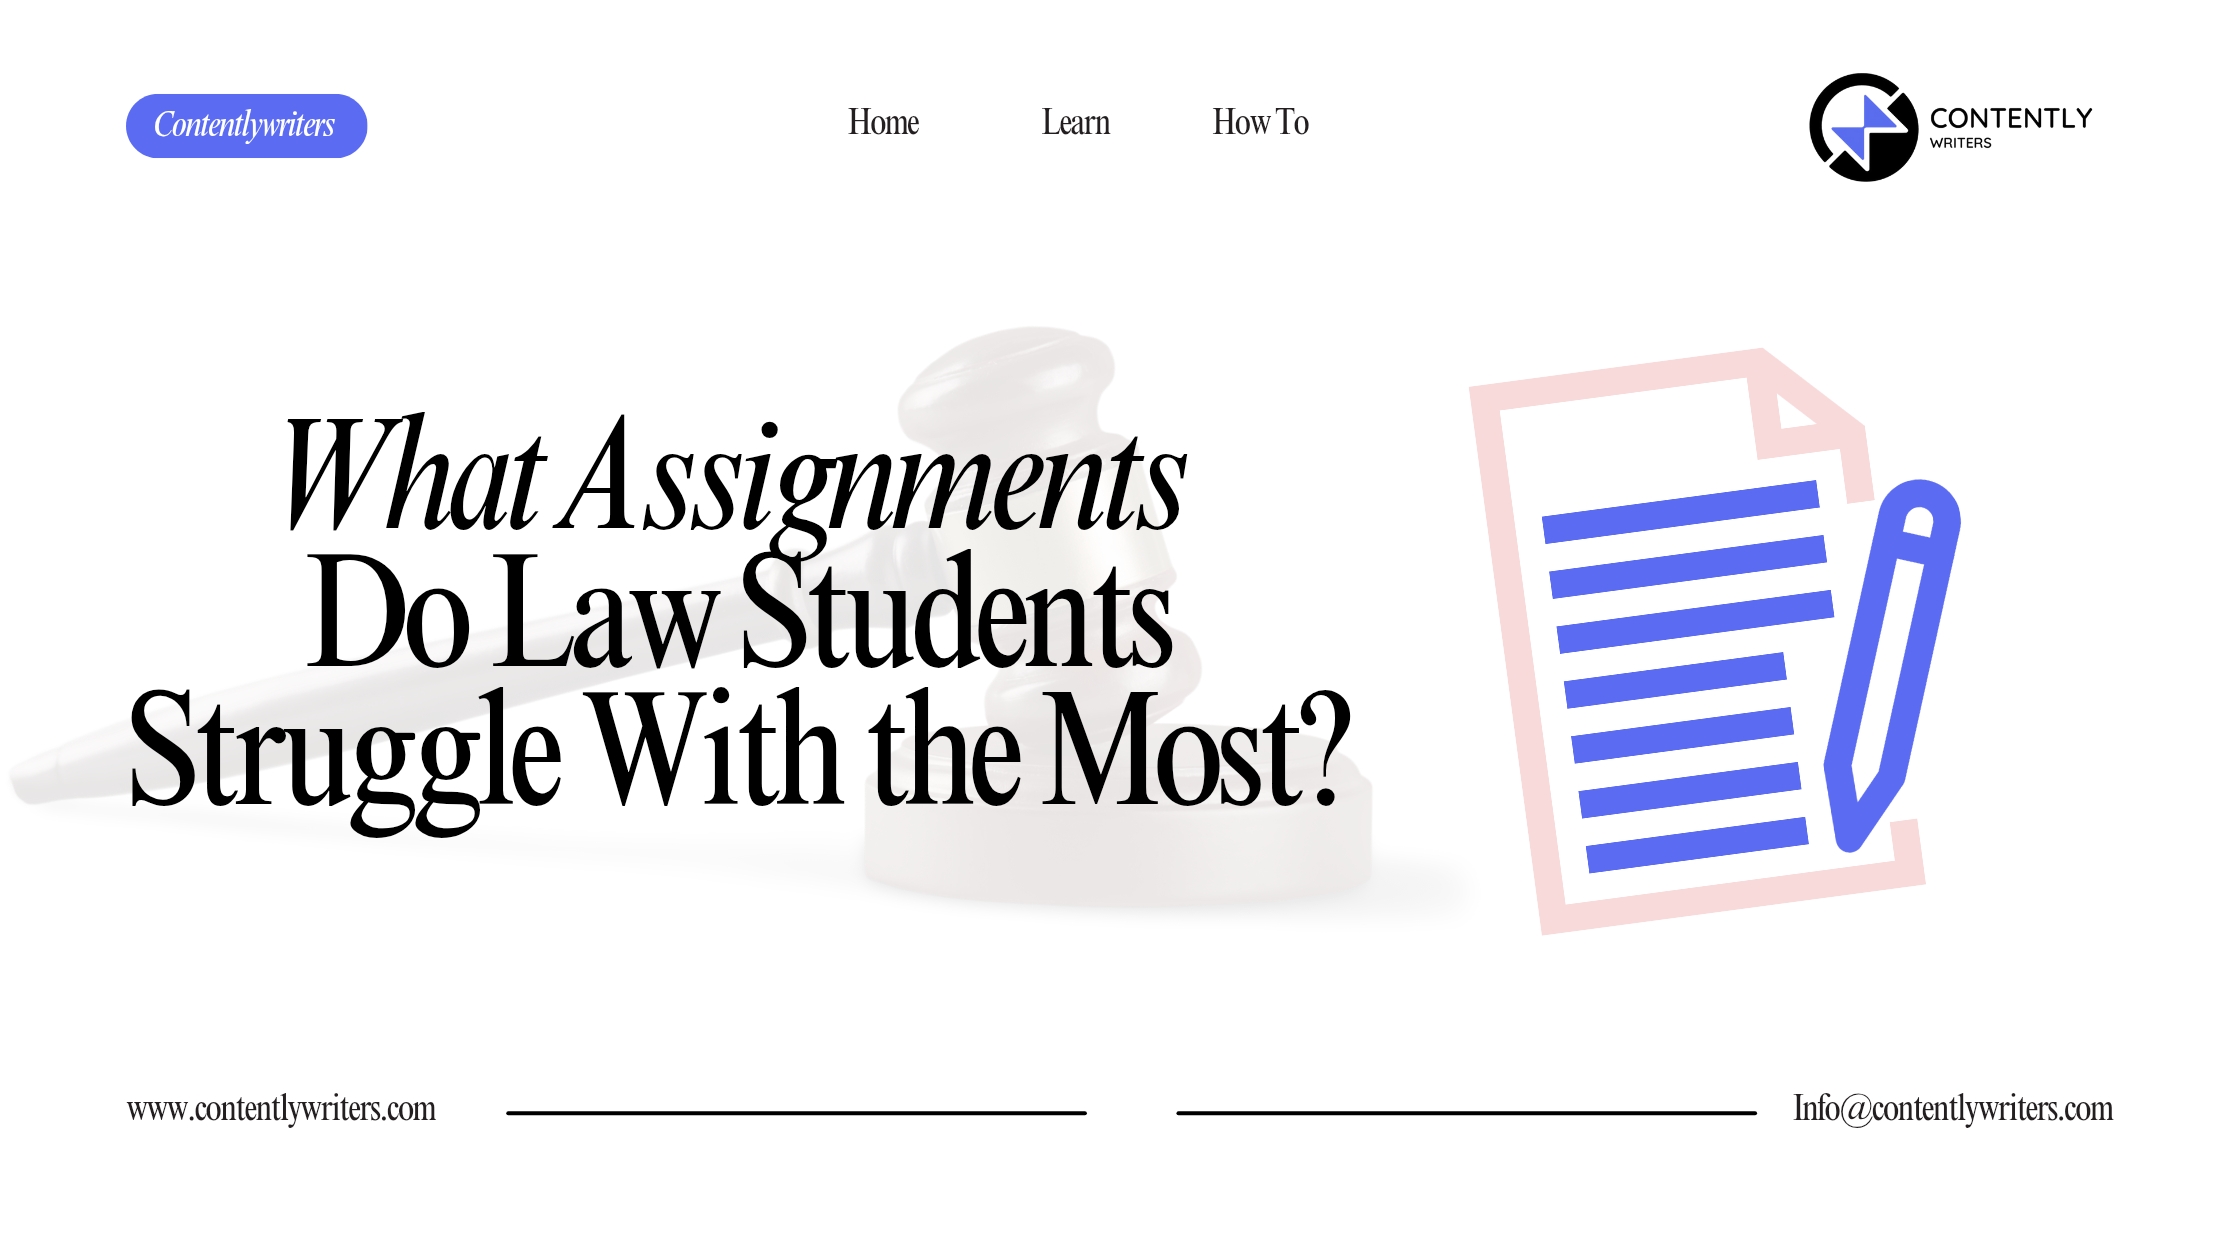 Contentlywriters
Home
Learn
How To
CONTENTLY
WRITERS
What Assignments
Do Law Students
Struggle With the Most?
www.contentlywriters.com
Info@contentlywriters.com